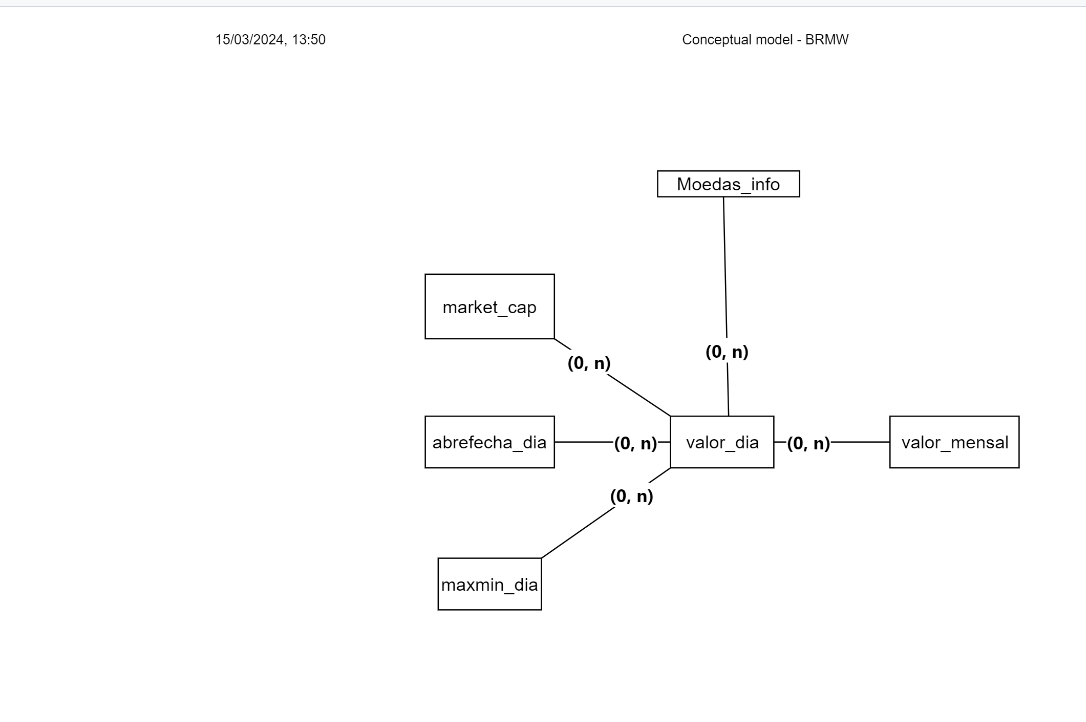 15/03/2024, 13:50
Conceptual model - BRMW
Moedas_info
market_cap
(0, n)
(0, n)
abrefecha_dia
(0, n)
valor_dia
(0, n)
valor_mensal
(0, n)
maxmin_dia